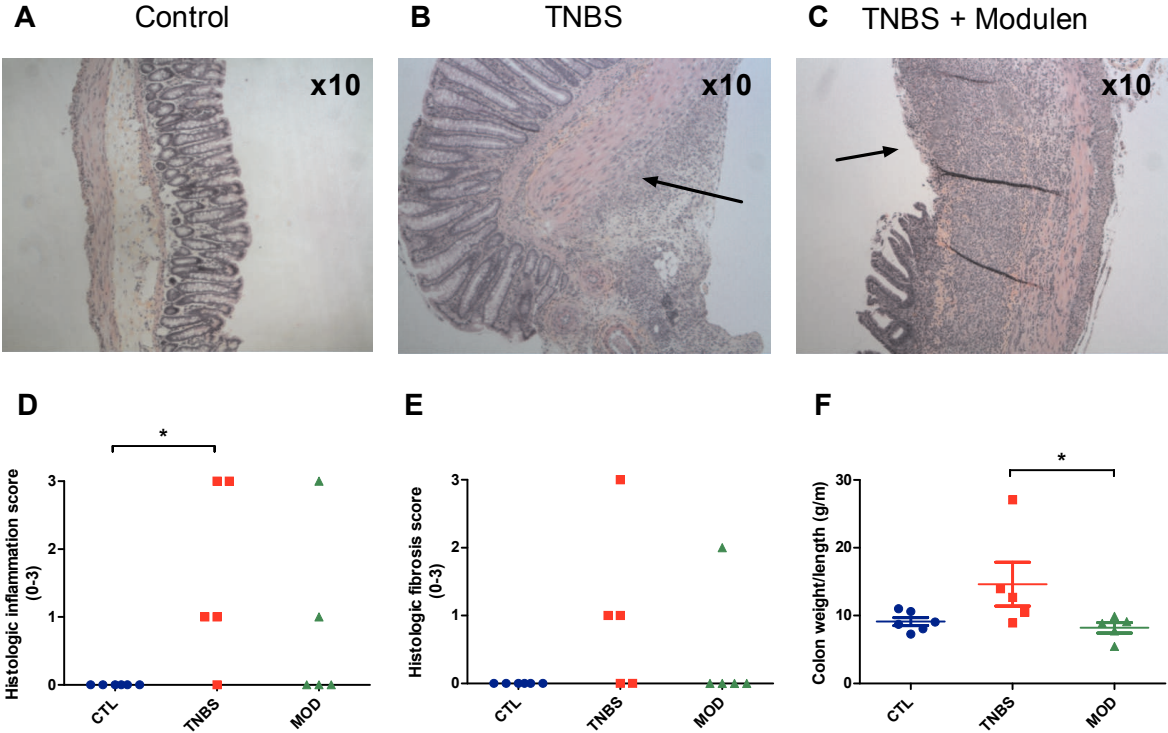 A Control
B TNBS
C TNBS + Modulen
x10
x10
x10
D
*
Histologic inflammation score
(0-3)
3
2
1
0
CTL
TNBS
MOD
E
Histologic fibrosis score
(0-3)
3
2
1
0
CTL
TNBS
MOD
F
*
Colon weight/length (g/m)
30
20
10
0
CTL
TNBS
MOD